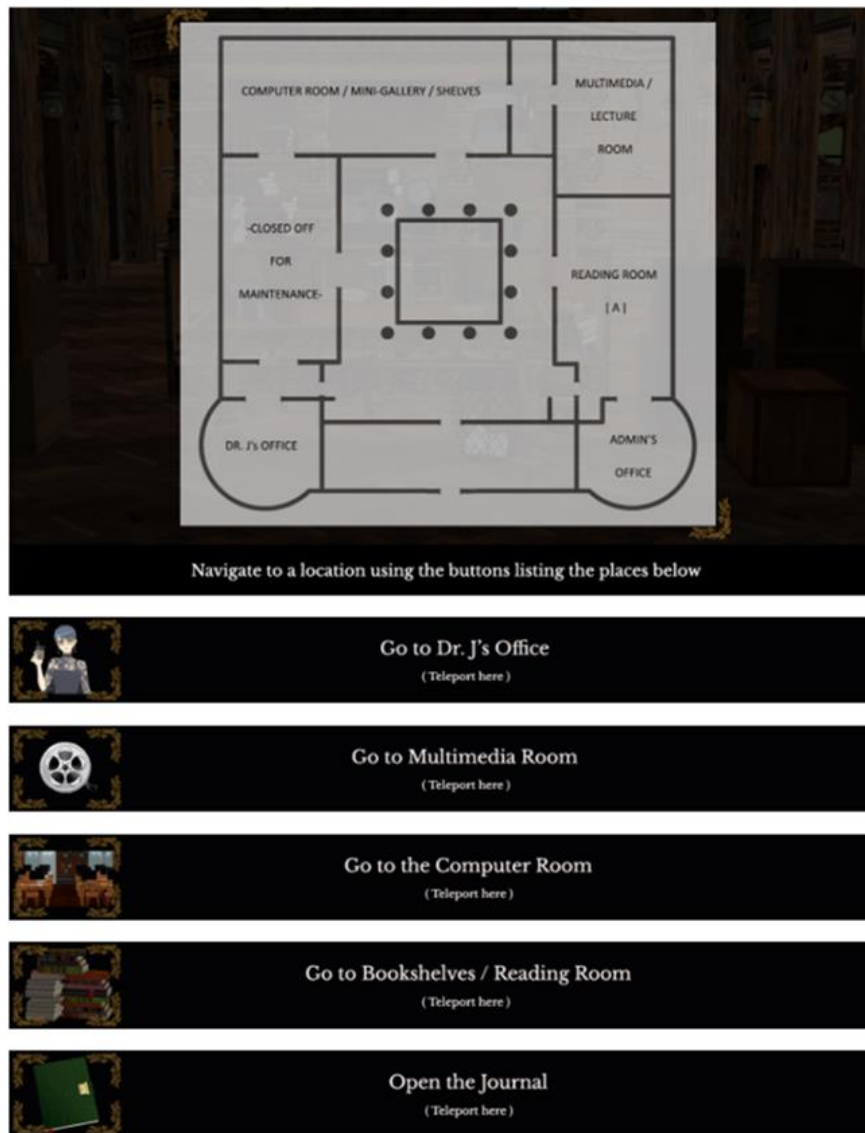 COMPUTER ROOM / MINI-GALLERY / SHELVES
MULTIMEDIA /
LECTURE
ROOM
-CLOSED OFF
FOR
MAINTENANCE-
READING ROOM
[ A ]
DR. J's OFFICE
ADMIN'S
OFFICE
Navigate to a location using the buttons listing the places below
Go to Dr. J's Office
( Teleport here )
Go to Multimedia Room
( Teleport here )
Go to the Computer Room
( Teleport here )
Go to Bookshelves / Reading Room
( Teleport here )
Open the Journal
( Teleport here )